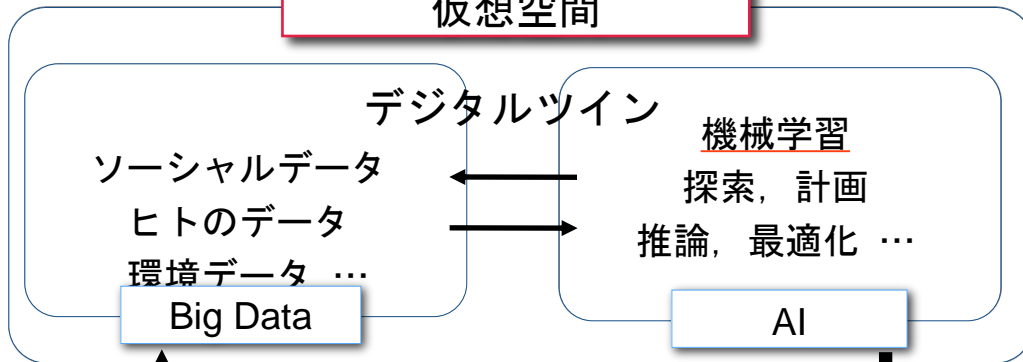 仮想空間
デジタルツイン
ソーシャルデータ
ヒトのデータ
環境データ …
Big Data
機械学習
探索，計画
推論，最適化 …
AI